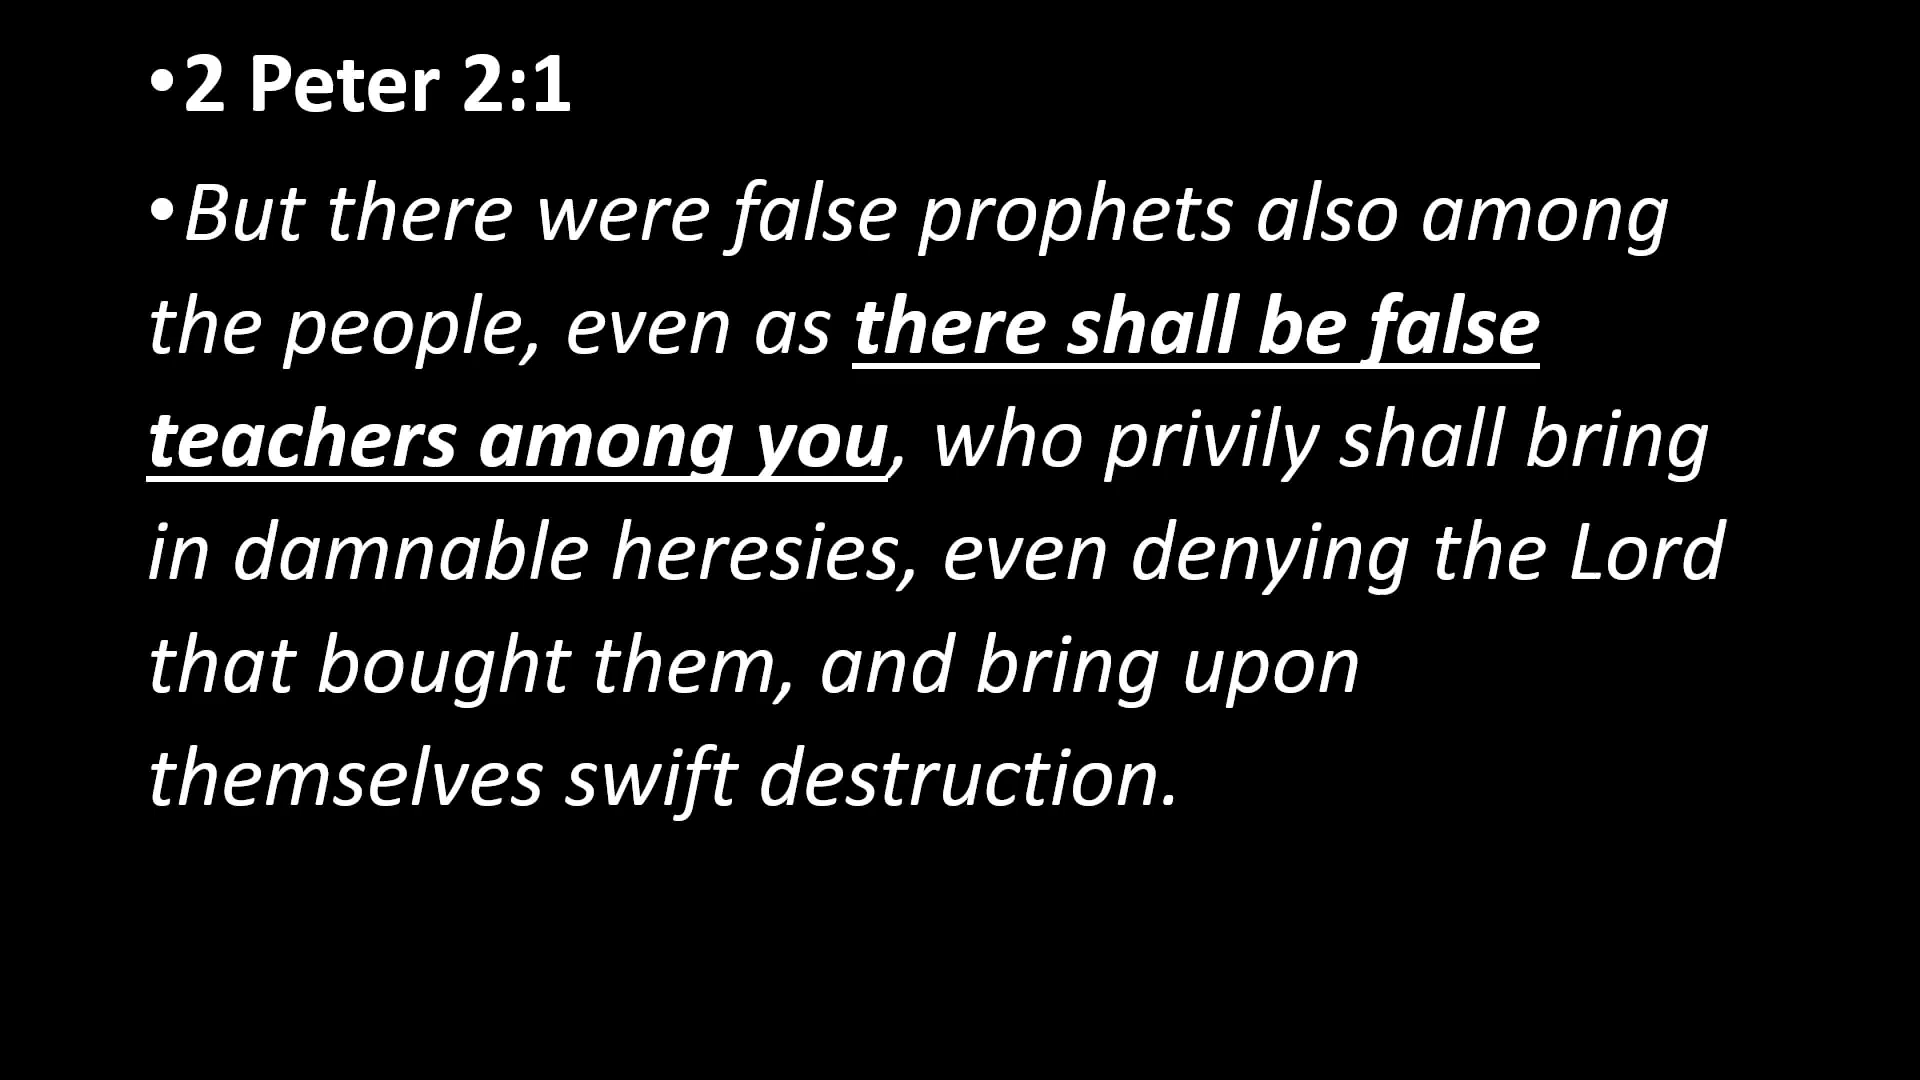 •2 Peter 2:1
•But there were false prophets also among
the people, even as there shall be false
teachers among you, who privily shall bring
in damnable heresies, even denying the Lord
that bought them, and bring upon
themselves swift destruction.